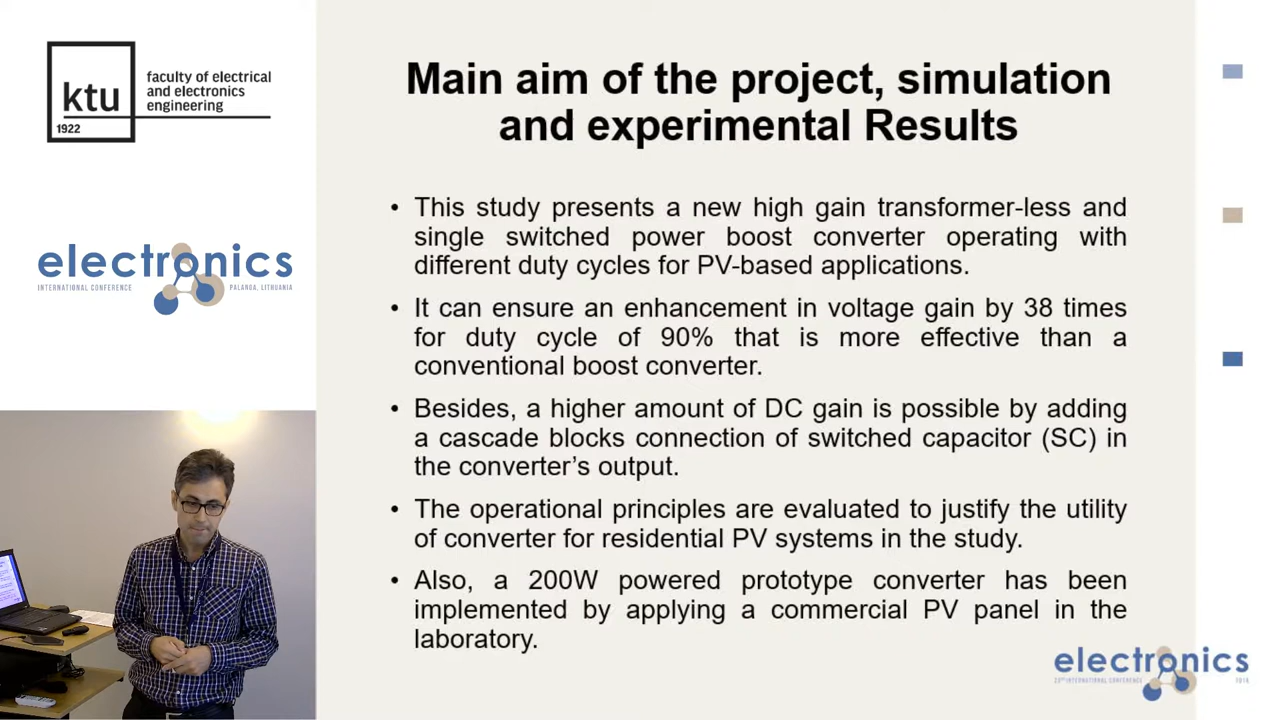 ktu
1922
faculty of electrical
and electronics
engineering
electronics
INTERNATIONAL CONFERENCE
PALANGA, LITHUANIA
Main aim of the project, simulation
and experimental Results
• This study presents a new high gain transformer-less and
single switched power boost converter operating with
different duty cycles for PV-based applications.
• It can ensure an enhancement in voltage gain by 38 times
for duty cycle of 90% that is more effective than a
conventional boost converter.
• Besides, a higher amount of DC gain is possible by adding
a cascade blocks connection of switched capacitor (SC) in
the converter's output.
• The operational principles are evaluated to justify the utility
of converter for residential PV systems in the study.
• Also, a 200W powered prototype converter has been
implemented by applying a commercial PV panel in the
laboratory.
electronics
INTERNATIONAL CONFERENCE